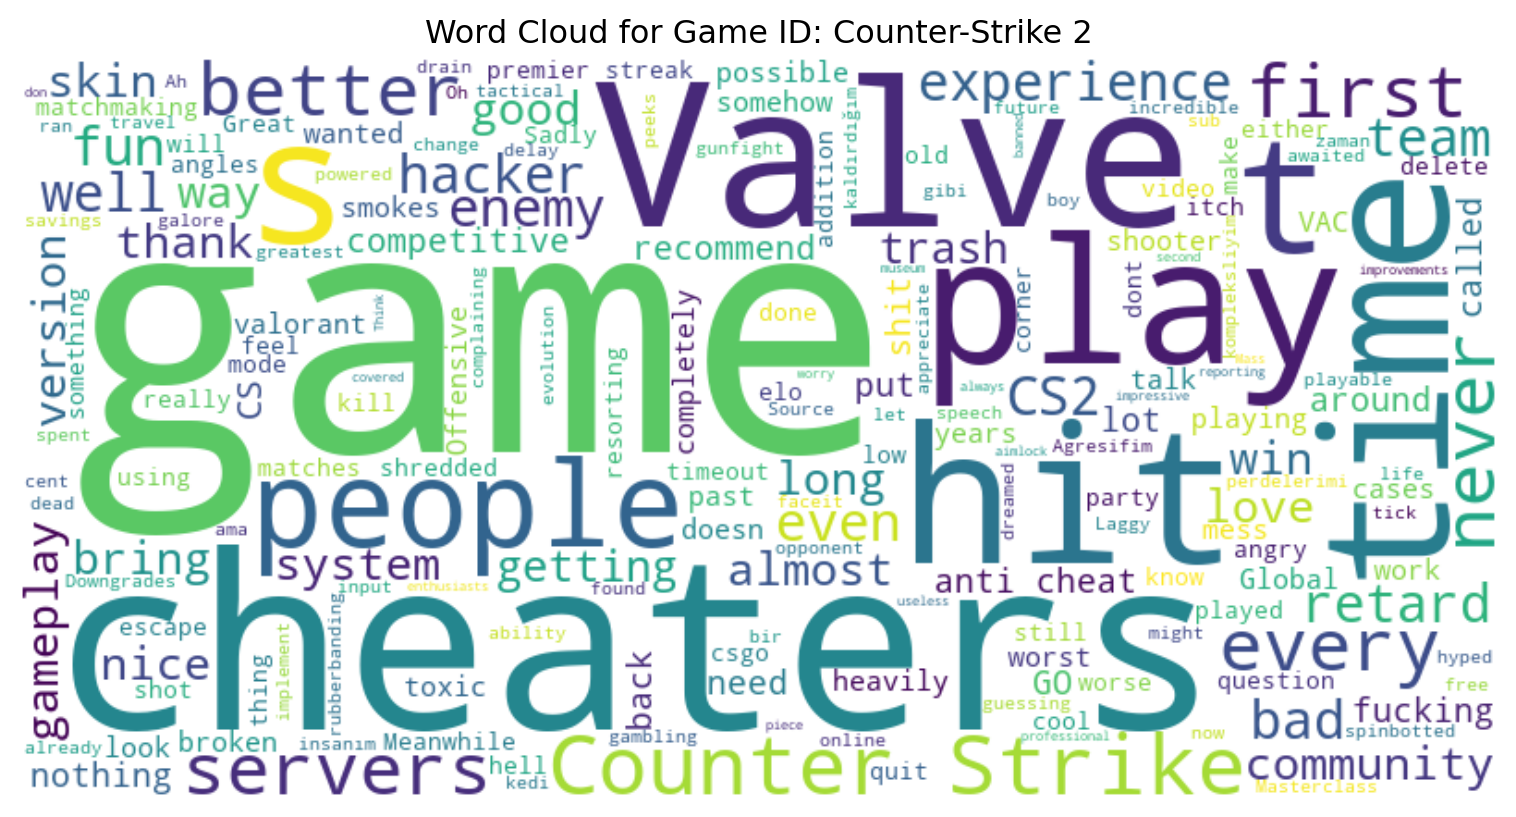 Word Cloud for Game ID: Counter-Strike 2
don
skin
Ah
better
drain
Oh
premier
streak
tactical
possible
experience
first
matchmaking
ran
travel
Great
wanted
good
Sadly
peeks
somehow
Valve
future
incredible
sub
either
team
fun
will
angles
change
delay
gunfight
addition
kaldırdığım
old
banned
make
zaman
awaited
delete
well
way
s
powered
hacker
gibi
boy
video
itch
t
time
savings
galore
smokes
enemy
VAC
called
thank
greatest
competitive
recommend
trash
shooter
second
museum
improvements
version
something
game
valorant
feel
mode
Think
Offensive
complaining
evolution
resorting
completely
done
shit
appreciate
play
corner
dont
kompleksliyim
never
CS
covered
really
kill
worry
elo
Source
put
let
always
CS2
talk
impressive
Mass
reporting
playable
around
spent
speech
years
lot
playing
using
matches
shredded
timeout
past
long
low
hit
aimlock
Agresifim
win
perdelerimi
life
cases
cent
dead
ama
people
doesn
faceit
even
dreamed
party
Laggy
love
mess
tick
gameplay
bring
Downgrades
system
input
getting
enthusiasts
found
almost
opponent
anti cheat
know
angry
Global
work
useless
played
retard
cheaters
escape
nice
shot
thing
implement
rubberbanding
toxic
ability
back
bir
csgo
need
heavily
still
worst
might
GO
worse
guessing
every
question
hyped
free
cool
professional
now
bad
fucking
spinbotted
already
look
broken
insanım
Meanwhile
gambling
piece
online
nothing
servers
hell
kedi
Counter Strike
quit
community
Masterclass